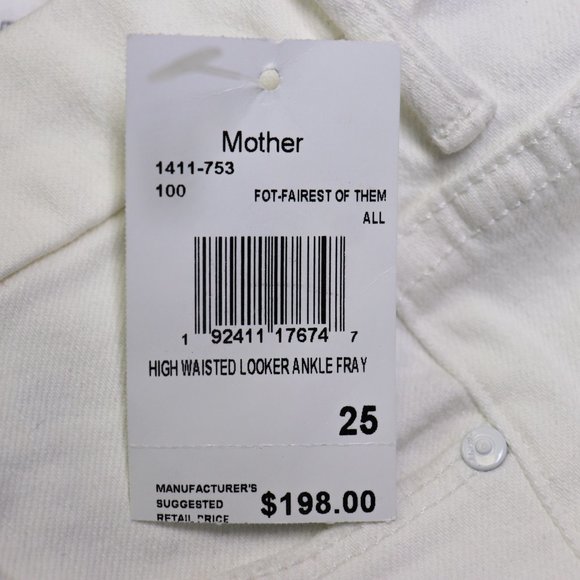 Mother
1411-753
100
FOT-FAIREST OF THEM
ALL
1 92411 17674 7
HIGH WAISTED LOOKER ANKLE FRAY
25
MANUFACTURER'S
SUGGESTED
RETAIL PRICE
$198.00